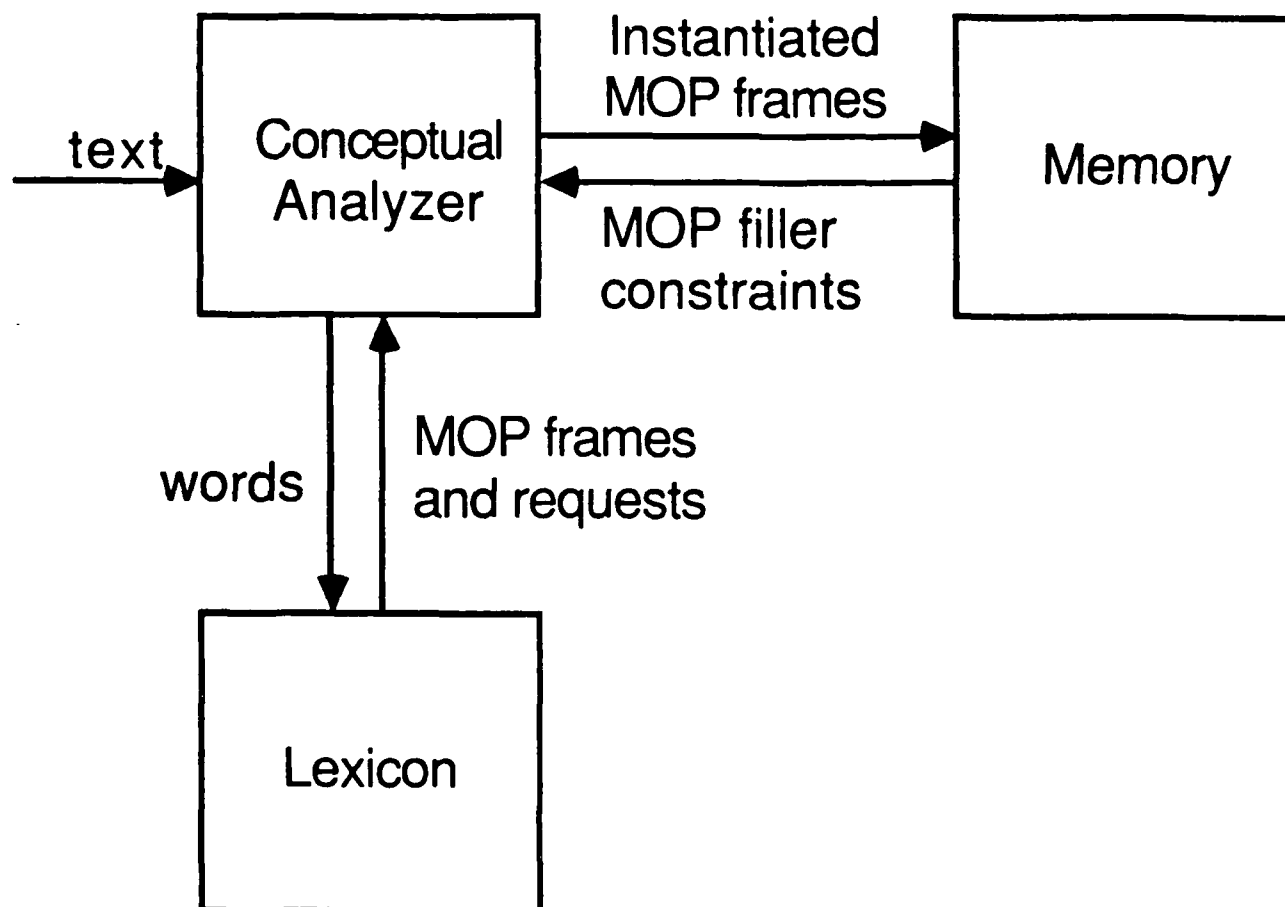 Instantiated
MOP frames
text
Conceptual
Analyzer
Memory
MOP filler
constraints
words
MOP frames
and requests
Lexicon